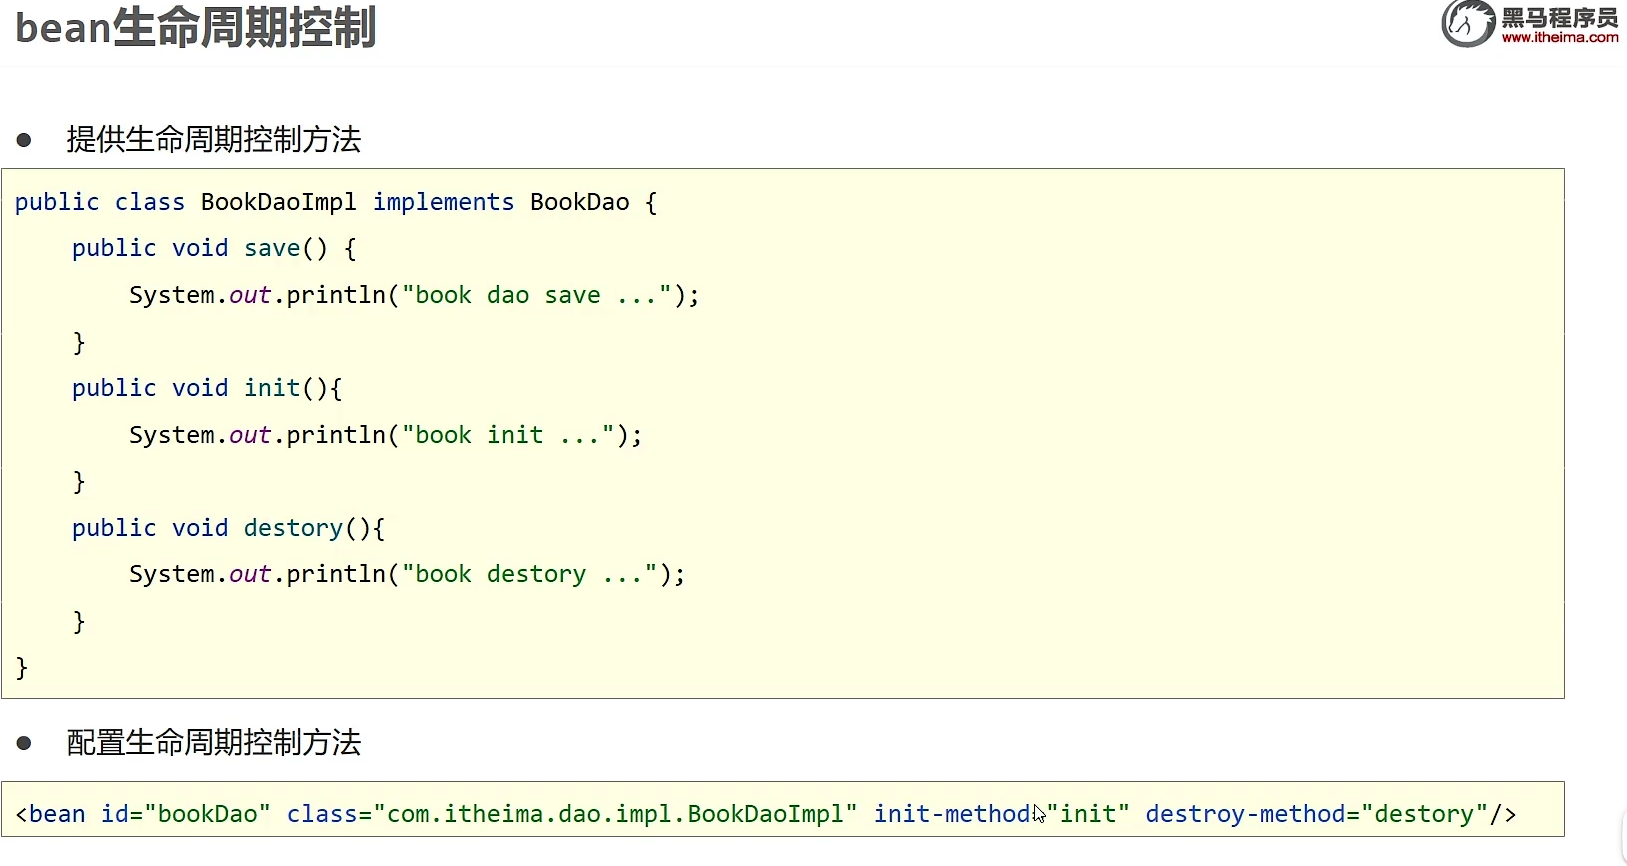 bean生命周期控制
黑马程序员
www.itheima.com
● 提供生命周期控制方法
public class BookDaoImpl implements BookDao {
    public void save() {
        System.out.println("book dao save ...");
    }
    public void init(){
        System.out.println("book init ...");
    }
    public void destory(){
        System.out.println("book destory ...");
    }
}
● 配置生命周期控制方法
<bean id="bookDao" class="com.itheima.dao.impl.BookDaoImpl" init-method="init" destroy-method="destory"/>